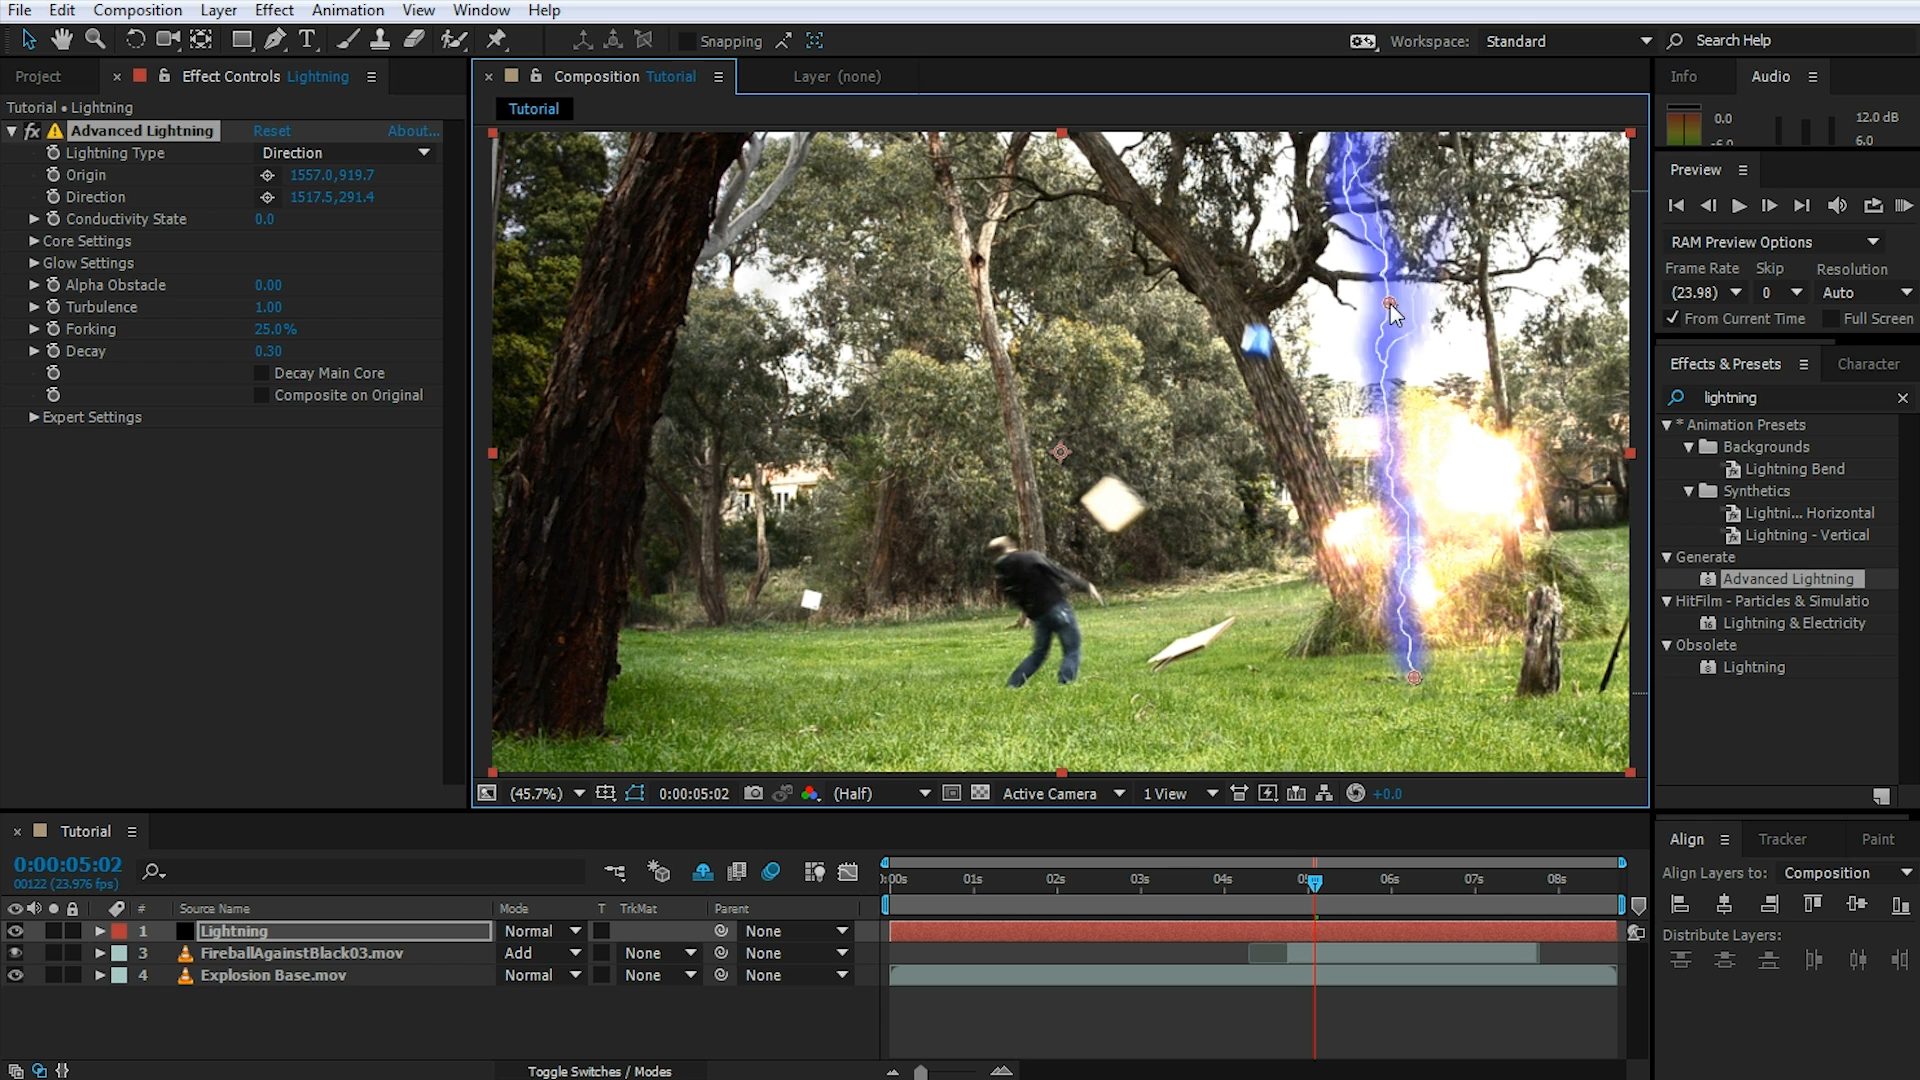 File Edit Composition Layer Effect Animation View Window Help
Snapping Workspace: Standard Search Help
Project Effect Controls Lightning
Tutorial • Lightning
fx Advanced Lightning Reset About...
Lightning Type Direction
Origin 1557.0,919.7
Direction 1517.5,291.4
Conductivity State 0.0
Core Settings
Glow Settings
Alpha Obstacle 0.00
Turbulence 1.00
Forking 25.0%
Decay 0.30
Decay Main Core
Composite on Original
Expert Settings
Composition Tutorial Layer (none)
Tutorial
(45.7%) 0:00:05:02 (Half) Active Camera 1 View +0.0
Info Audio
0.0 12.0 dB
6.0
Preview
RAM Preview Options
Frame Rate Skip Resolution
(23.98) 0 Auto
From Current Time Full Screen
Effects & Presets Character
lightning
* Animation Presets
Backgrounds
Lightning Bend
Synthetics
Lightni... Horizontal
Lightning - Vertical
Generate
Advanced Lightning
HitFilm - Particles & Simulatio
Lightning & Electricity
Obsolete
Lightning
Tutorial
0:00:05:02
00122 (23.976 fps)
01s 02s 03s 04s 06s 07s 08s
# Source Name Mode T TrkMat Parent
1 Lightning Normal None
3 FireballAgainstBlack03.mov Add None None
4 Explosion Base.mov Normal None None
Toggle Switches / Modes
Align Tracker Paint
Align Layers to: Composition
Distribute Layers: